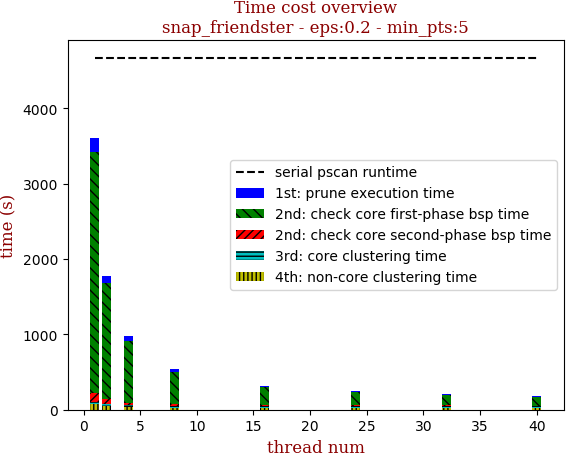 Time cost overview
snap_friendster - eps:0.2 - min_pts:5
time (s)
4000
3000
2000
1000
0
serial pscan runtime
1st: prune execution time
2nd: check core first-phase bsp time
2nd: check core second-phase bsp time
3rd: core clustering time
4th: non-core clustering time
0 5 10 15 20 25 30 35 40
thread num